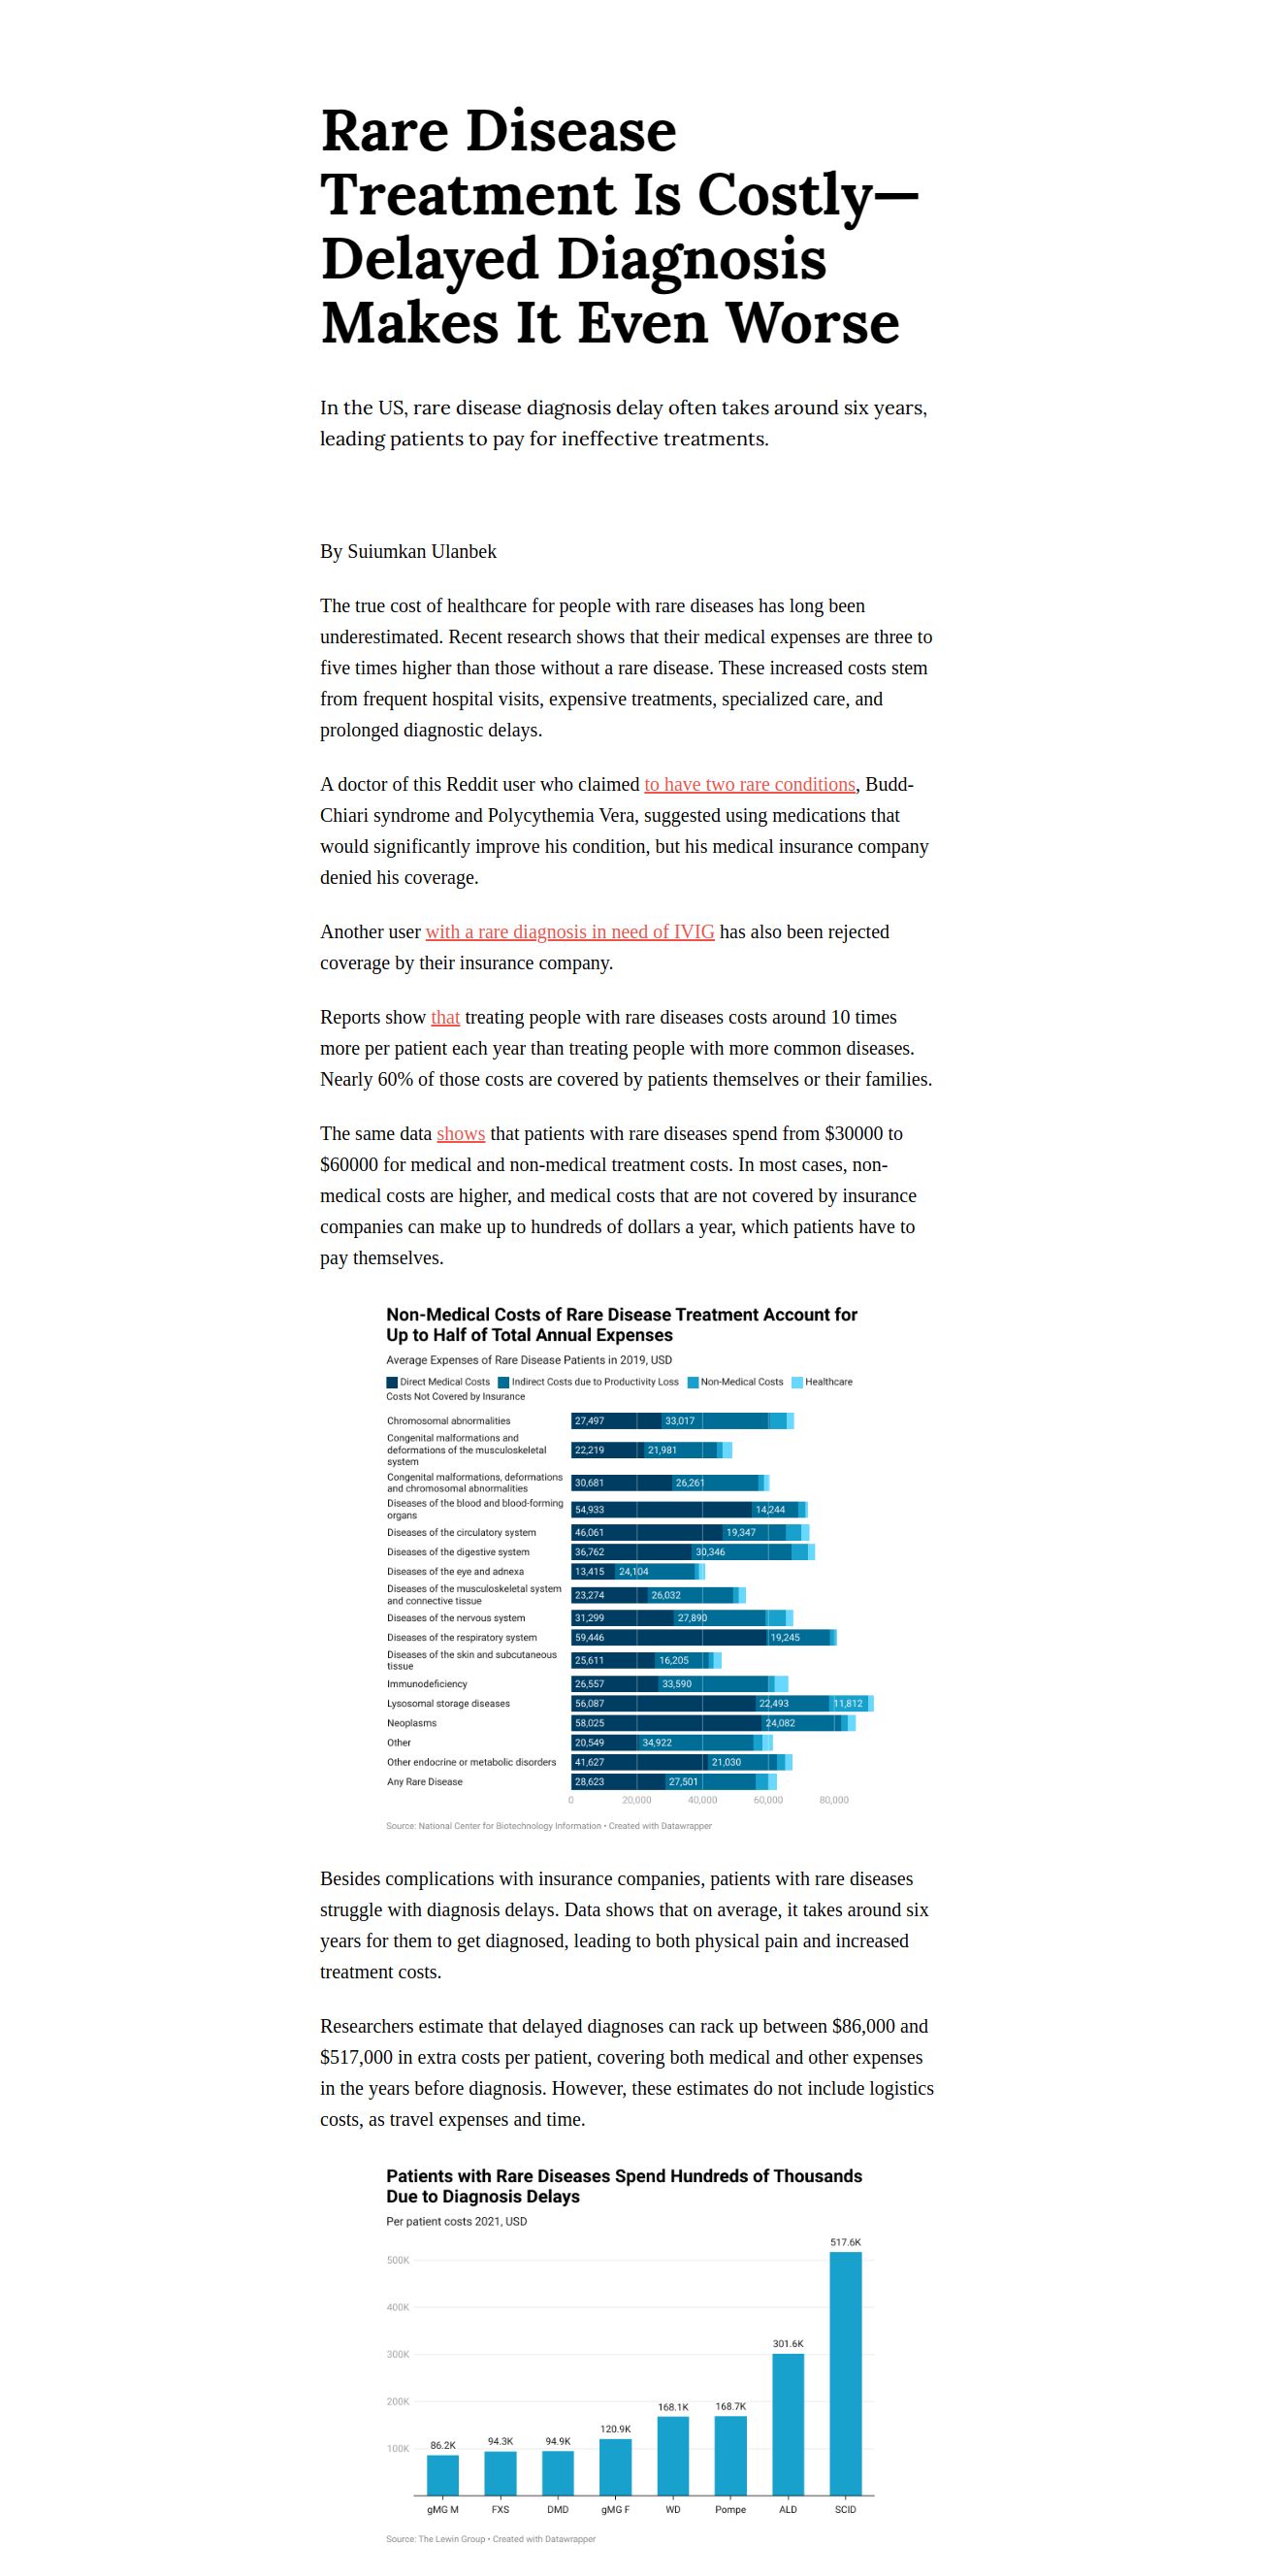 Rare Disease
Treatment Is Costly—
Delayed Diagnosis
Makes It Even Worse
In the US, rare disease diagnosis delay often takes around six years,
leading patients to pay for ineffective treatments.
By Suiumkan Ulanbek
The true cost of healthcare for people with rare diseases has long been
underestimated. Recent research shows that their medical expenses are three to
five times higher than those without a rare disease. These increased costs stem
from frequent hospital visits, expensive treatments, specialized care, and
prolonged diagnostic delays.
A doctor of this Reddit user who claimed to have two rare conditions, Budd-
Chiari syndrome and Polycythemia Vera, suggested using medications that
would significantly improve his condition, but his medical insurance company
denied his coverage.
Another user with a rare diagnosis in need of IVIG has also been rejected
coverage by their insurance company.
Reports show that treating people with rare diseases costs around 10 times
more per patient each year than treating people with more common diseases.
Nearly 60% of those costs are covered by patients themselves or their families.
The same data shows that patients with rare diseases spend from $30000 to
$60000 for medical and non-medical treatment costs. In most cases, non-
medical costs are higher, and medical costs that are not covered by insurance
companies can make up to hundreds of dollars a year, which patients have to
pay themselves.
Non-Medical Costs of Rare Disease Treatment Account for
Up to Half of Total Annual Expenses
Average Expenses of Rare Disease Patients in 2019, USD
Direct Medical Costs Indirect Costs due to Productivity Loss Non-Medical Costs Healthcare
Costs Not Covered by Insurance
Chromosomal abnormalities 27,497 33,017
Congenital malformations and
deformations of the musculoskeletal 22,219 21,981
system
Congenital malformations, deformations
and chromosomal abnormalities 30,681 26,261
Diseases of the blood and blood-forming
organs 54,933 14,244
Diseases of the circulatory system 46,061 19,347
Diseases of the digestive system 36,762 30,346
Diseases of the eye and adnexa 13,415 24,104
Diseases of the musculoskeletal system
and connective tissue 23,274 26,032
Diseases of the nervous system 31,299 27,890
Diseases of the respiratory system 59,446 19,245
Diseases of the skin and subcutaneous
tissue 25,611 16,205
Immunodeficiency 26,557 33,590
Lysosomal storage diseases 56,087 22,493 11,812
Neoplasms 58,025 24,082
Other 20,549 34,922
Other endocrine or metabolic disorders 41,627 21,030
Any Rare Disease 28,623 27,501
0 20,000 40,000 60,000 80,000
Source: National Center for Biotechnology Information • Created with Datawrapper
Besides complications with insurance companies, patients with rare diseases
struggle with diagnosis delays. Data shows that on average, it takes around six
years for them to get diagnosed, leading to both physical pain and increased
treatment costs.
Researchers estimate that delayed diagnoses can rack up between $86,000 and
$517,000 in extra costs per patient, covering both medical and other expenses
in the years before diagnosis. However, these estimates do not include logistics
costs, as travel expenses and time.
Patients with Rare Diseases Spend Hundreds of Thousands
Due to Diagnosis Delays
Per patient costs 2021, USD
517.6K
500K
400K
301.6K
300K
200K
168.1K 168.7K
120.9K
86.2K 94.3K 94.9K
100K
gMG M FXS DMD gMG F WD Pompe ALD SCID
Source: The Lewin Group • Created with Datawrapper